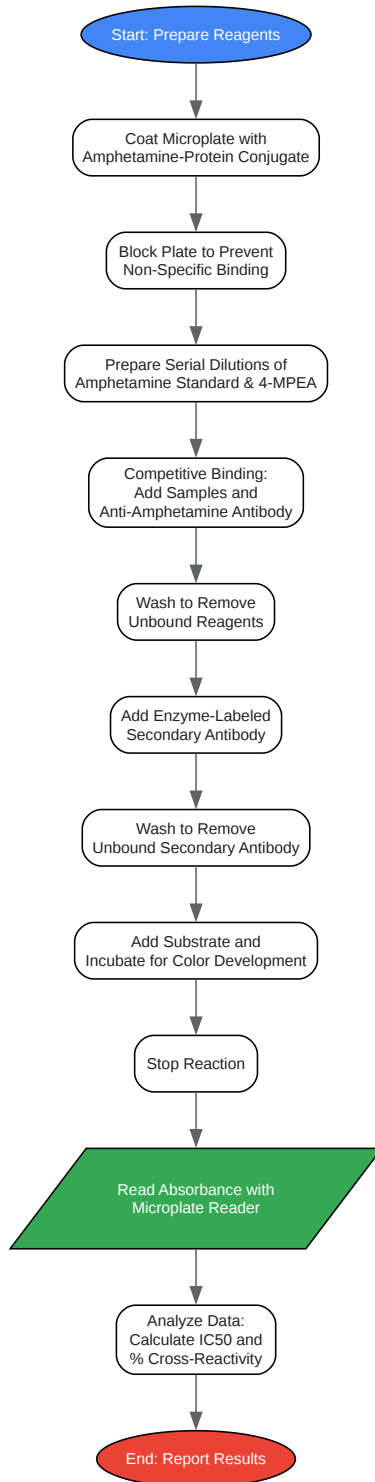 Start: Prepare Reagents
Coat Microplate with
Amphetamine-Protein Conjugate
Block Plate to Prevent
Non-Specific Binding
Prepare Serial Dilutions of
Amphetamine Standard & 4-MPEA
Competitive Binding:
Add Samples and
Anti-Amphetamine Antibody
Wash to Remove
Unbound Reagents
Add Enzyme-Labeled
Secondary Antibody
Wash to Remove
Unbound Secondary Antibody
Add Substrate and
Incubate for Color Development
Stop Reaction
Read Absorbance with
Microplate Reader
Analyze Data:
Calculate IC50 and
% Cross-Reactivity
End: Report Results